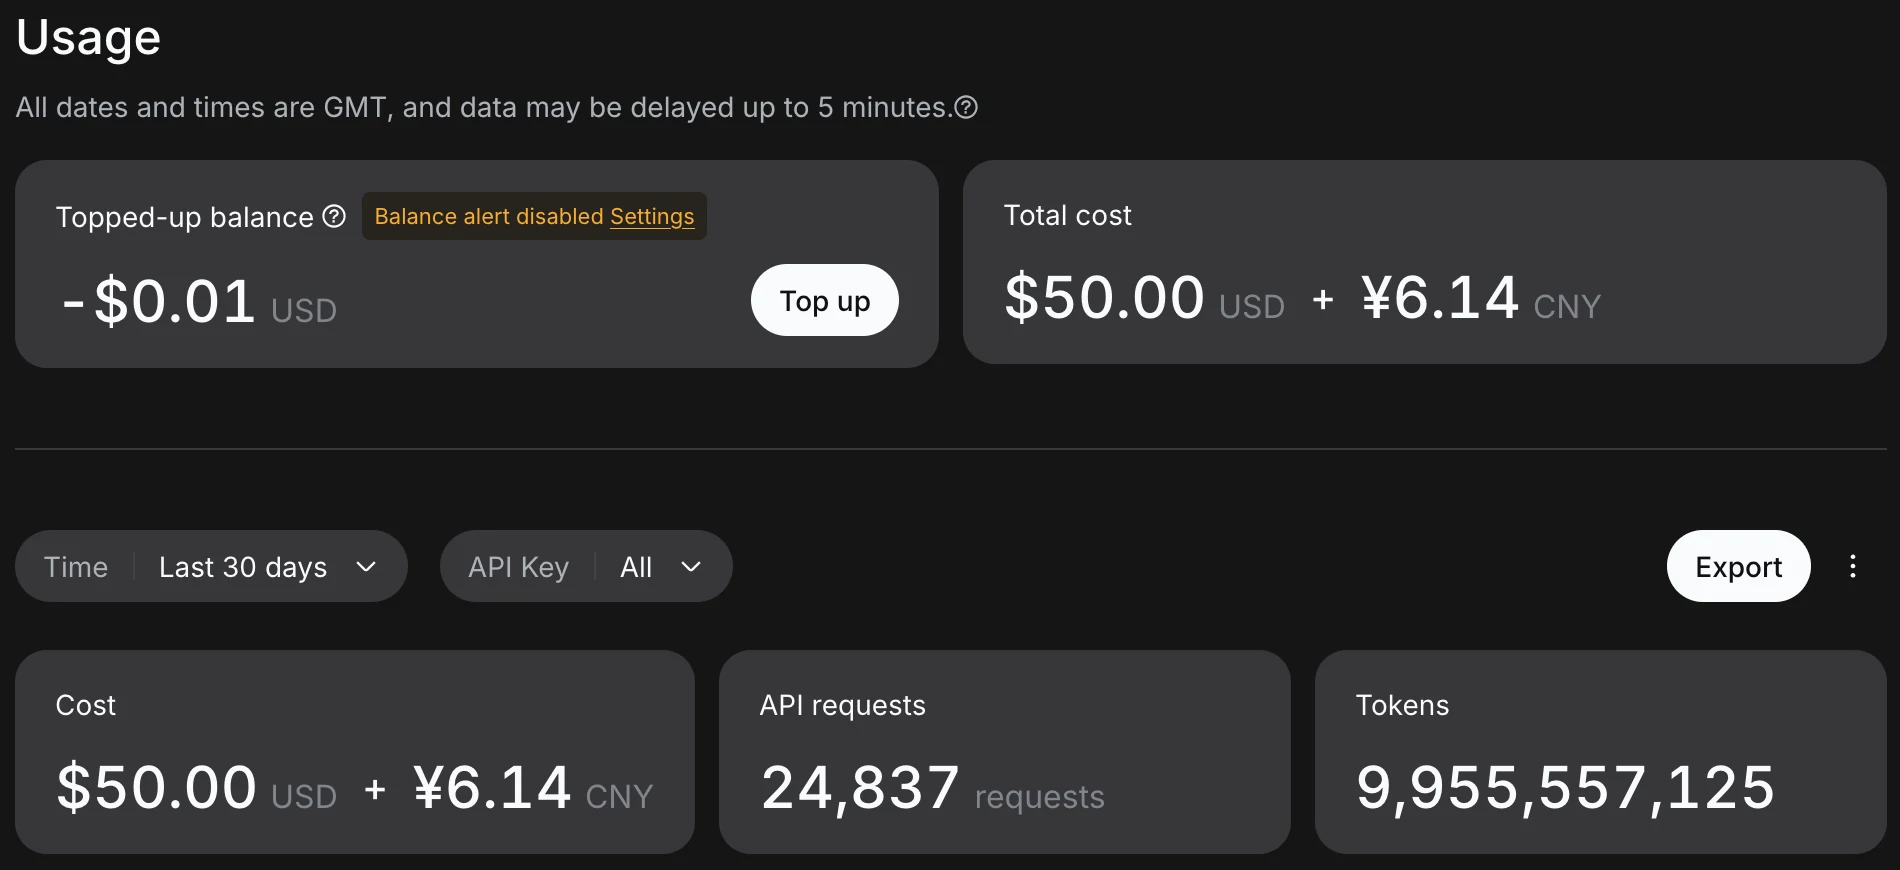 Usage
All dates and times are GMT, and data may be delayed up to 5 minutes.
Topped-up balance Balance alert disabled Settings
-$0.01 USD
Top up
Total cost
$50.00 USD + ¥6.14 CNY
Time Last 30 days
API Key All
Export
Cost
$50.00 USD + ¥6.14 CNY
API requests
24,837 requests
Tokens
9,955,557,125